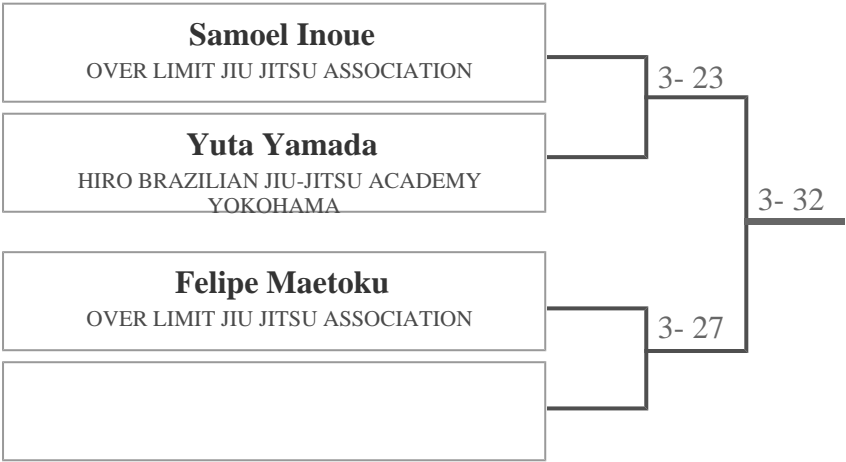 Samoel Inoue
OVER LIMIT JIU JITSU ASSOCIATION
3- 23
Yuta Yamada
HIRO BRAZILIAN JIU-JITSU ACADEMY
YOKOHAMA
3- 32
Felipe Maetoku
OVER LIMIT JIU JITSU ASSOCIATION
3- 27